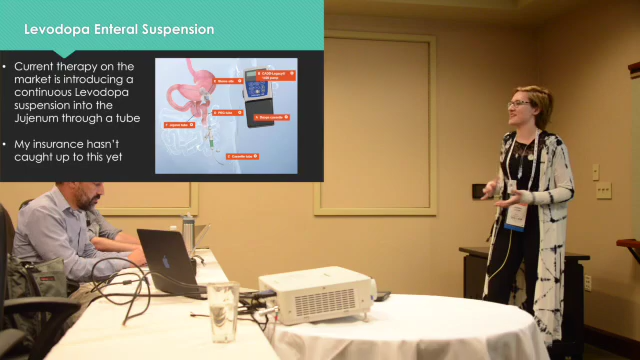 Levodopa Enteral Suspension
• Current therapy on the
market is introducing a
continuous Levodopa
suspension into the
Jujenum through a tube
• My insurance hasn't
caught up to this yet